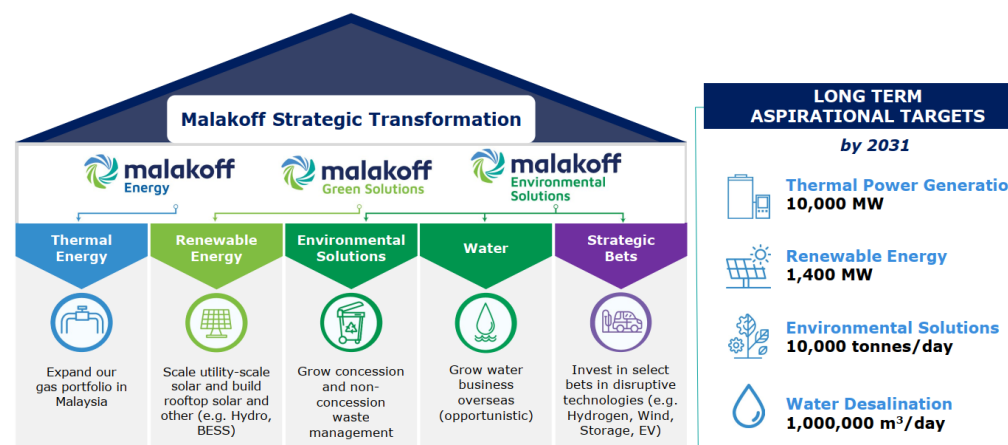 Malakoff Strategic Transformation
malakoff
Energy
malakoff
Green Solutions
malakoff
Environmental
Solutions
Thermal
Energy
Renewable
Energy
Environmental
Solutions
Water
Strategic
Bets
Expand our
gas portfolio in
Malaysia
Scale utility-scale
solar and build
rooftop solar and
other (e.g. Hydro,
BESS)
Grow concession
and non-
concession
waste
management
Grow water
business
overseas
(opportunistic)
Invest in select
bets in disruptive
technologies (e.g.
Hydrogen, Wind,
Storage, EV)
LONG TERM
ASPIRATIONAL TARGETS
by 2031
Thermal Power Generatio
10,000 MW
Renewable Energy
1,400 MW
Environmental Solutions
10,000 tonnes/day
Water Desalination
1,000,000 m³/day